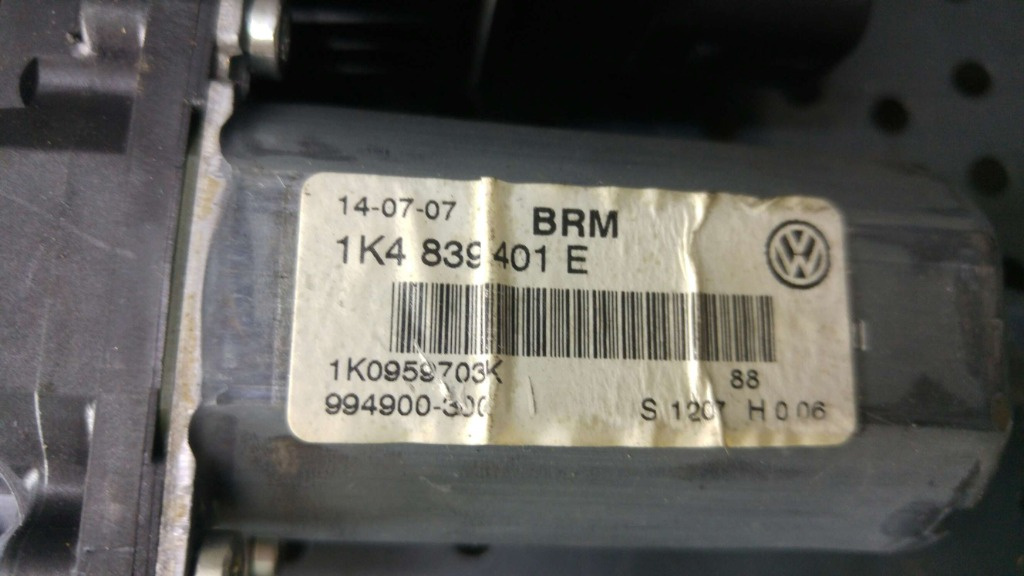 14-07-07 BRM
1K4 839 401 E
1K0959703K
88
994900-300
S 1207 H 0.06